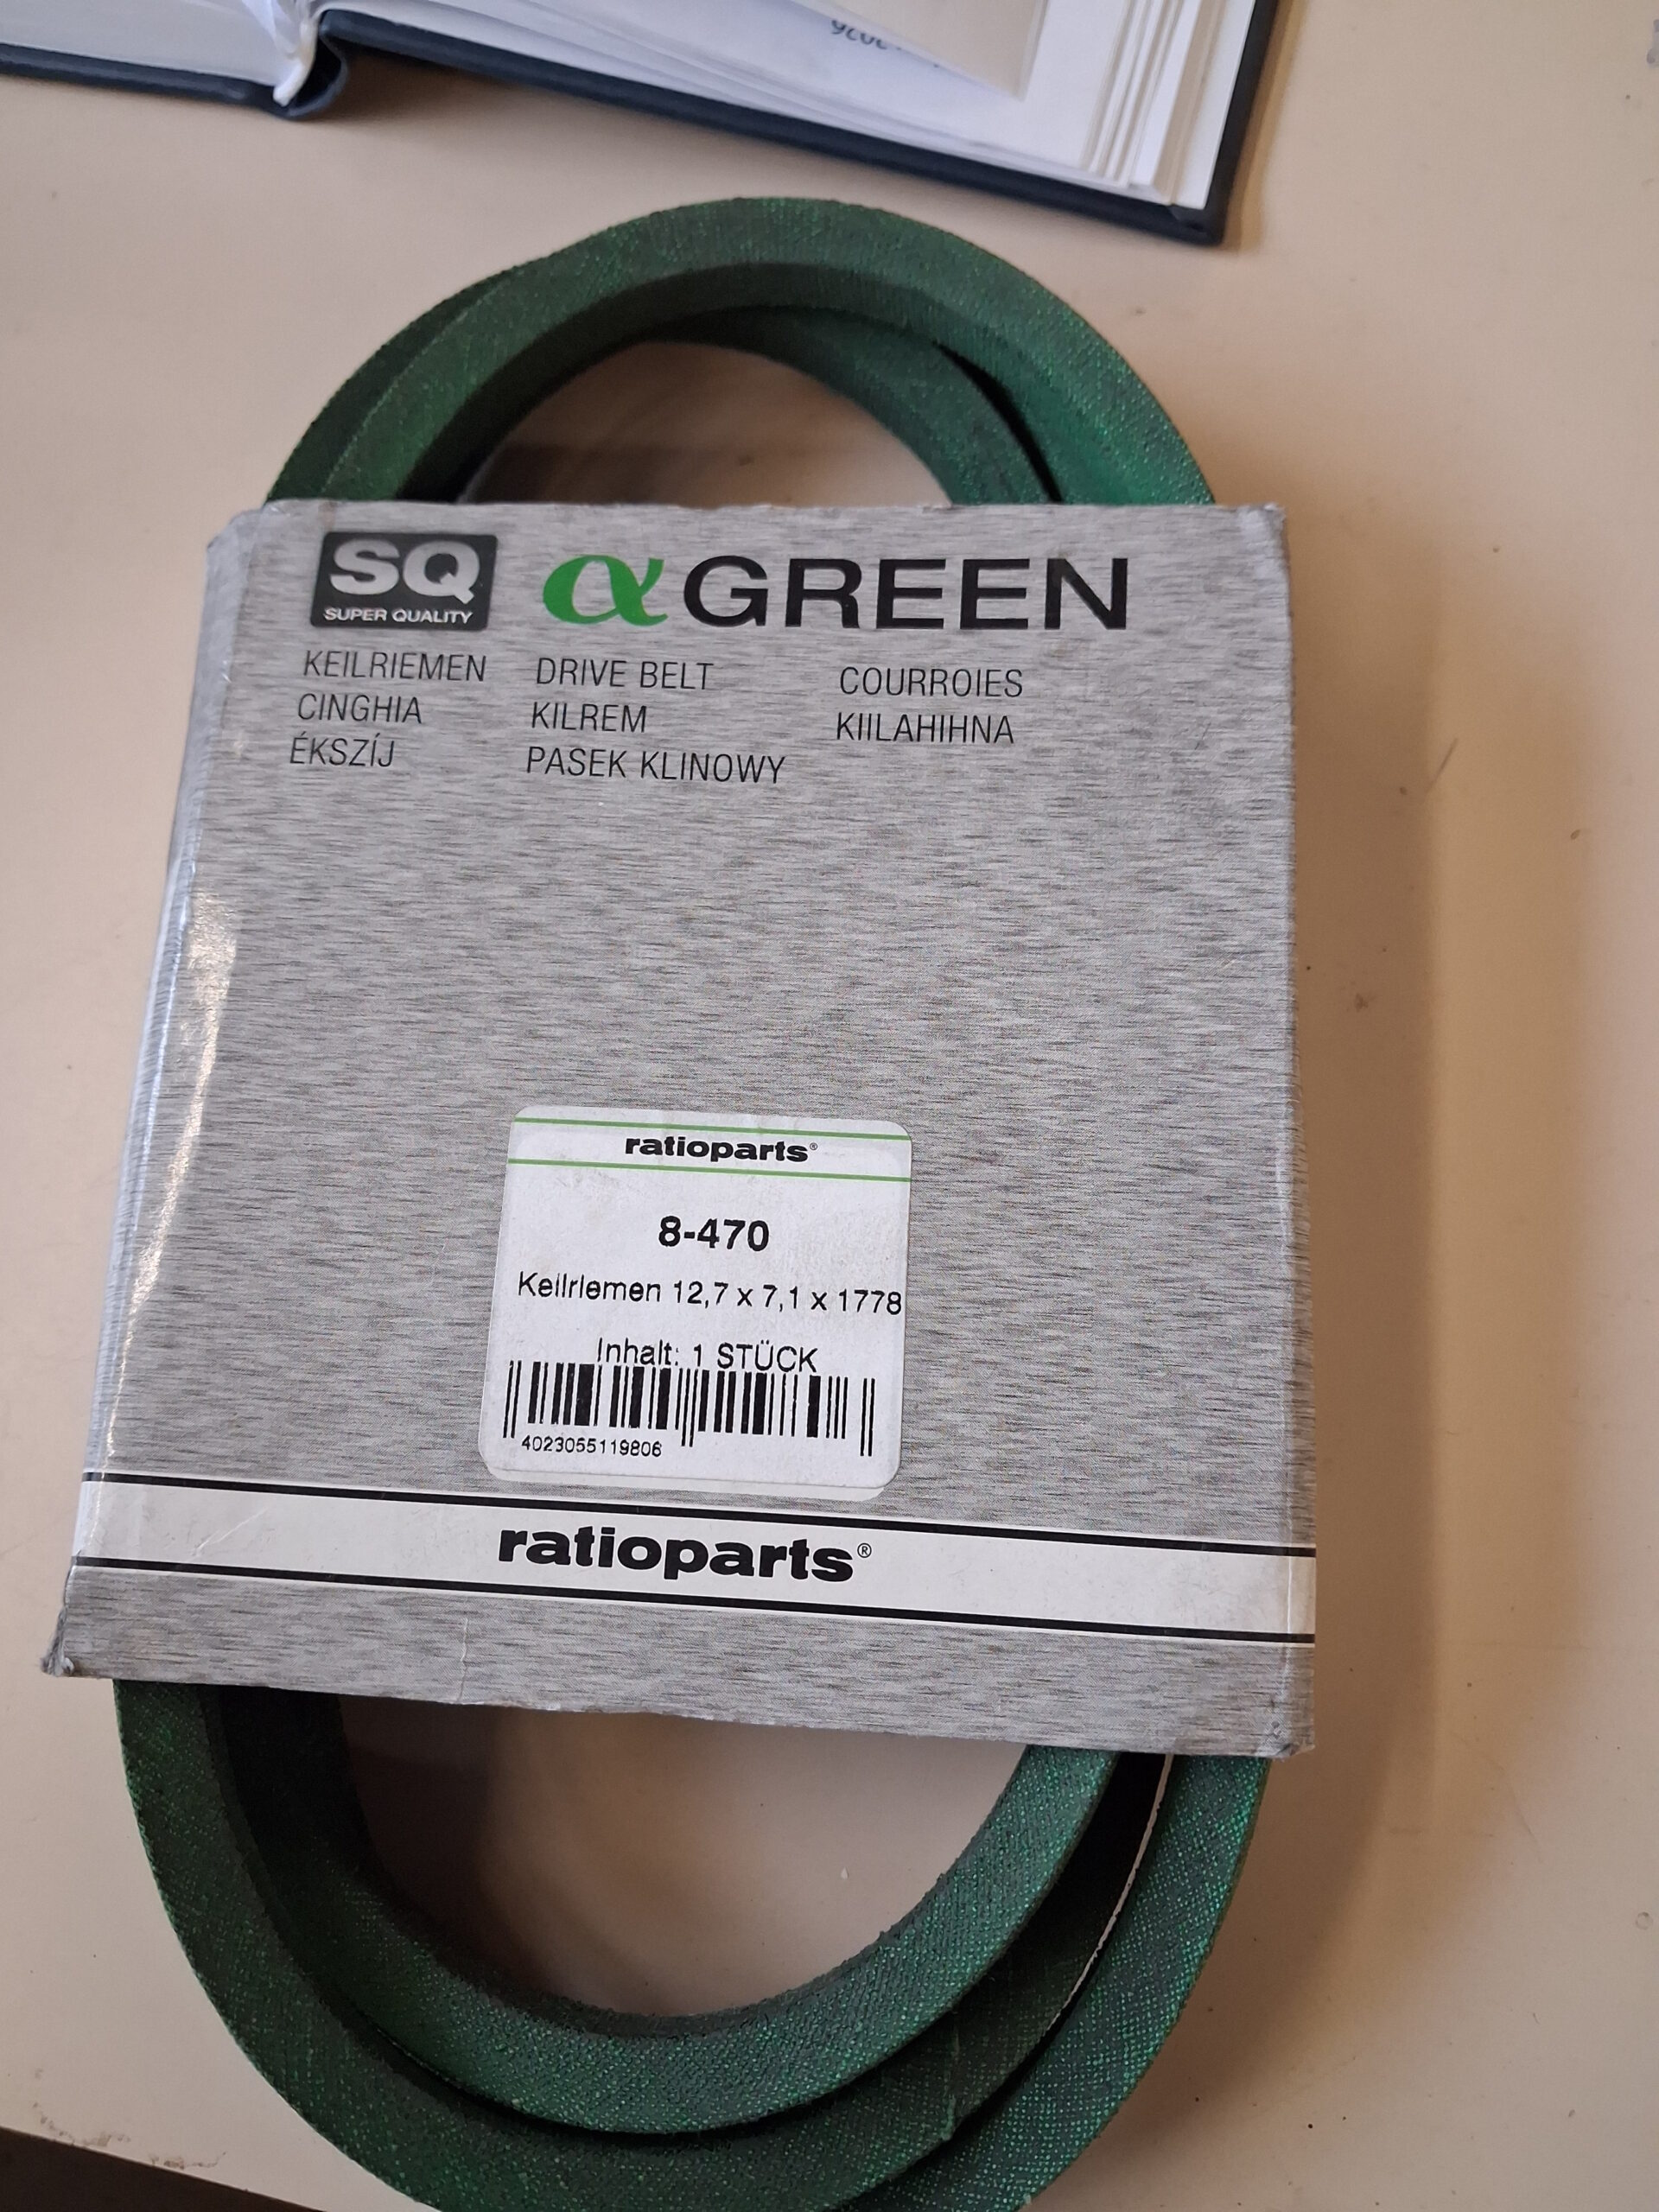 SQ
SUPER QUALITY
α GREEN
KEILRIEMEN DRIVE BELT COURROIES
CINGHIA KILREM KIILAHIHNA
ÉKSZÍJ PASEK KLINOWY
ratioparts®
8-470
Keilriemen 12,7 x 7,1 x 1778
Inhalt: 1 STÜCK
4023055119806
ratioparts®